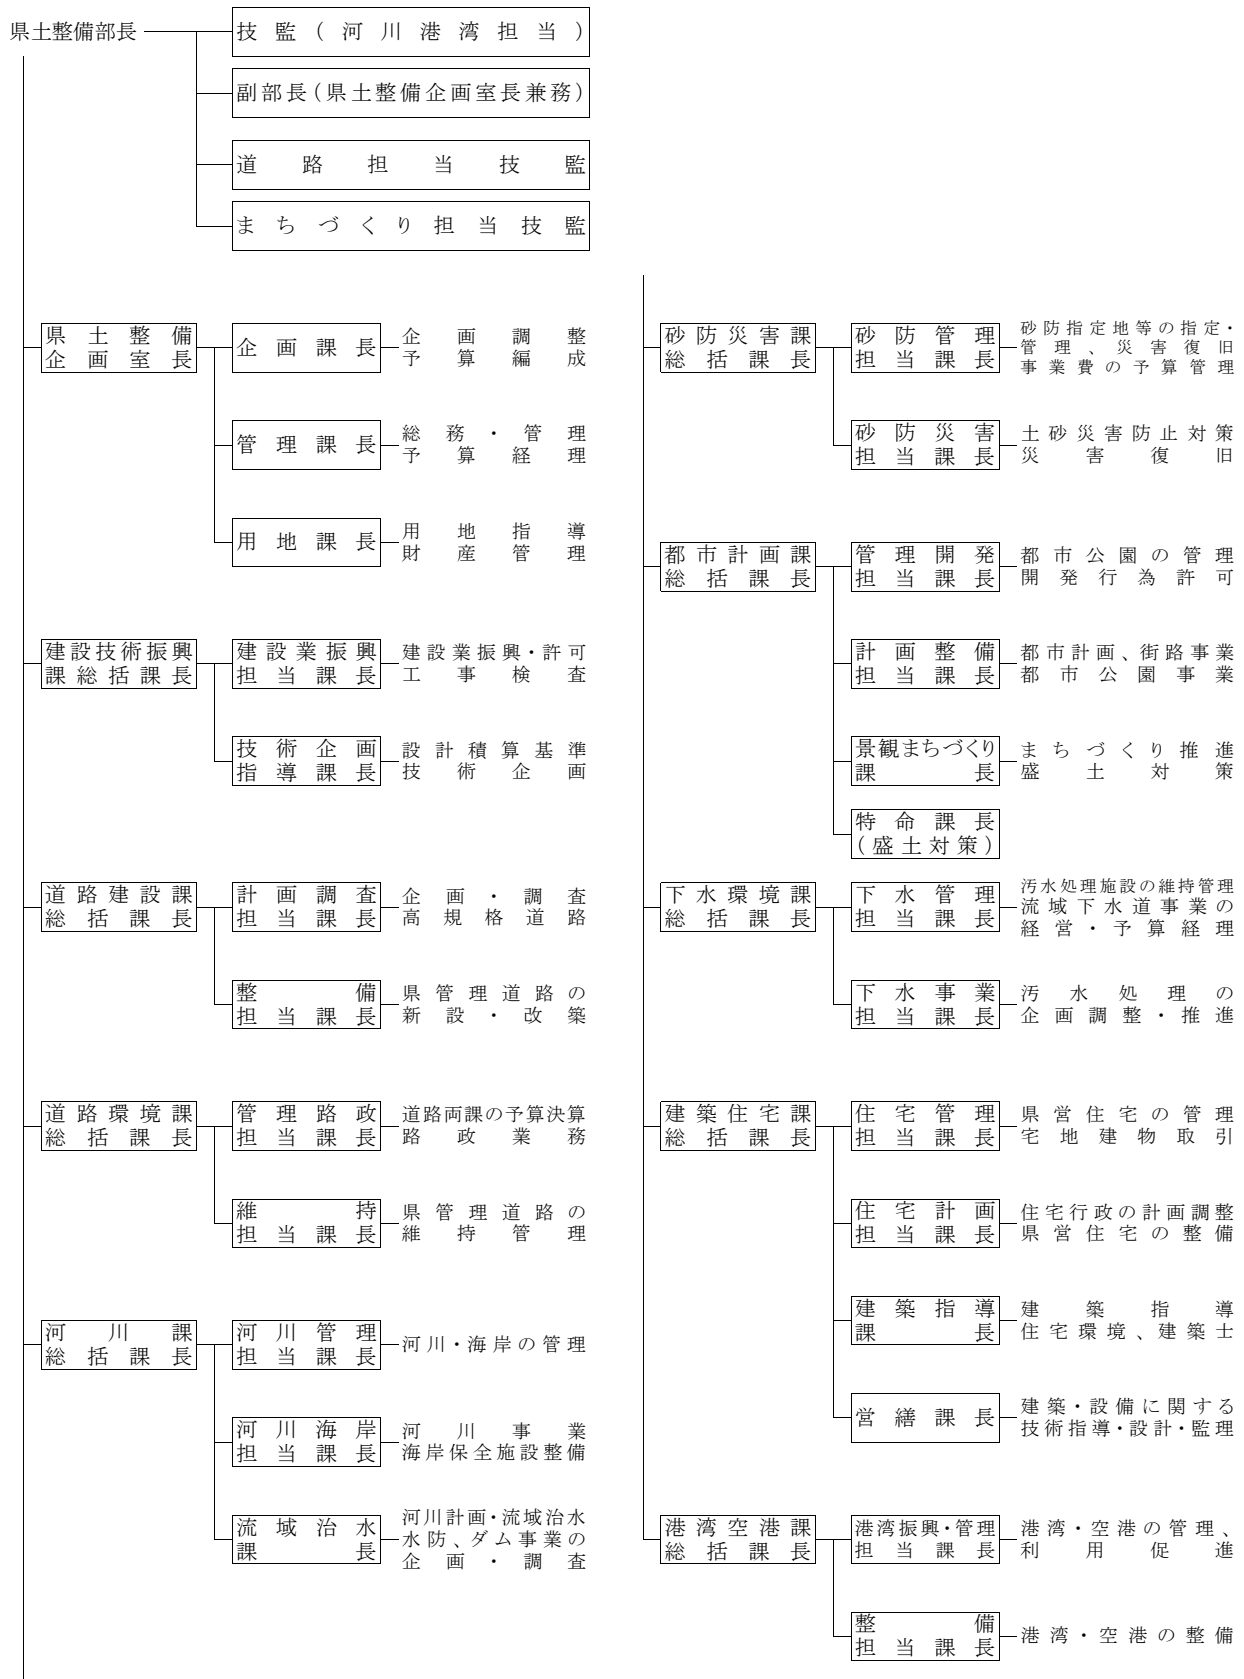 県土整備部長
技監(河川港湾担当)
副部長(県土整備企画室長兼務)
道路担当技監
まちづくり担当技監
県土整備
企画室長
企画課長
企画調整
予算編成
管理課長
総務・管理
予算経理
用地課長
用地指導
財産管理
建設技術振興
課総括課長
建設業振興
担当課長
建設業振興・許可
工事検査
技術企画
指導課長
設計積算基準
技術企画
道路建設課
総括課長
計画調査
担当課長
企画・調査
高規格道路
整備
担当課長
県管理道路の
新設・改築
道路環境課
総括課長
管理路政
担当課長
道路両課の予算決算
路政業務
維持
担当課長
県管理道路の
維持管理
河川課
総括課長
河川管理
担当課長
河川・海岸の管理
河川海岸
担当課長
河川事業
海岸保全施設整備
流域治水
課長
河川計画・流域治水
水防、ダム事業の
企画・調査
砂防災害課
総括課長
砂防管理
担当課長
砂防指定地等の指定・
管理、災害復旧
事業費の予算管理
砂防災害
担当課長
土砂災害防止対策
災害復旧
都市計画課
総括課長
管理開発
担当課長
都市公園の管理
開発行為許可
計画整備
担当課長
都市計画、街路事業
都市公園事業
景観まちづくり
課長
まちづくり推進
盛土対策
特命課長
(盛土対策)
下水環境課
総括課長
下水管理
担当課長
汚水処理施設の維持管理
流域下水道事業の
経営・予算経理
下水事業
担当課長
汚水処理の
企画調整・推進
建築住宅課
総括課長
住宅管理
担当課長
県営住宅の管理
宅地建物取引
住宅計画
担当課長
住宅行政の計画調整
県営住宅の整備
建築指導
課長
建築指導
住宅環境、建築士
営繕課長
建築・設備に関する
技術指導・設計・監理
港湾空港課
総括課長
港湾振興・管理
担当課長
港湾・空港の管理、
利用促進
整備
担当課長
港湾・空港の整備